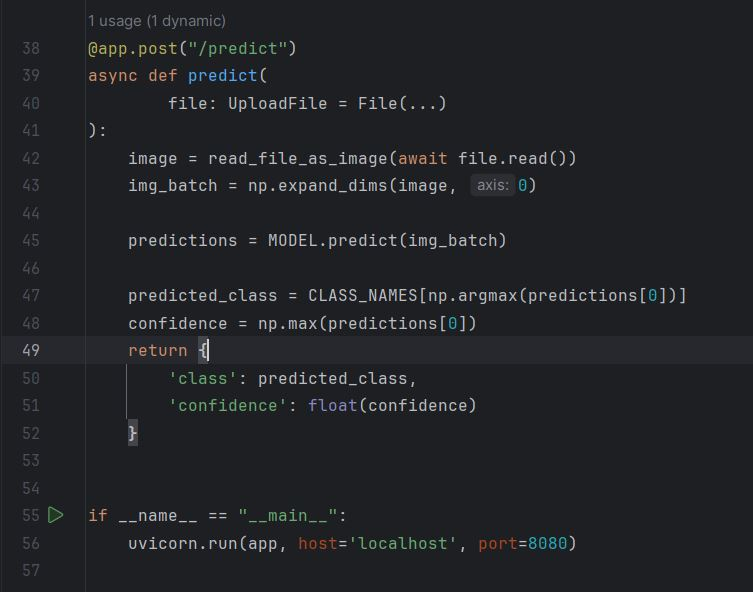 1 usage (1 dynamic)
38 @app.post("/predict")
39 async def predict(
40         file: UploadFile = File(...)
41 ):
42     image = read_file_as_image(await file.read())
43     img_batch = np.expand_dims(image, axis: 0)
44
45     predictions = MODEL.predict(img_batch)
46
47     predicted_class = CLASS_NAMES[np.argmax(predictions[0])]
48     confidence = np.max(predictions[0])
49     return {
50         'class': predicted_class,
51         'confidence': float(confidence)
52     }
53
54
55 if __name__ == "__main__":
56     uvicorn.run(app, host='localhost', port=8080)
57